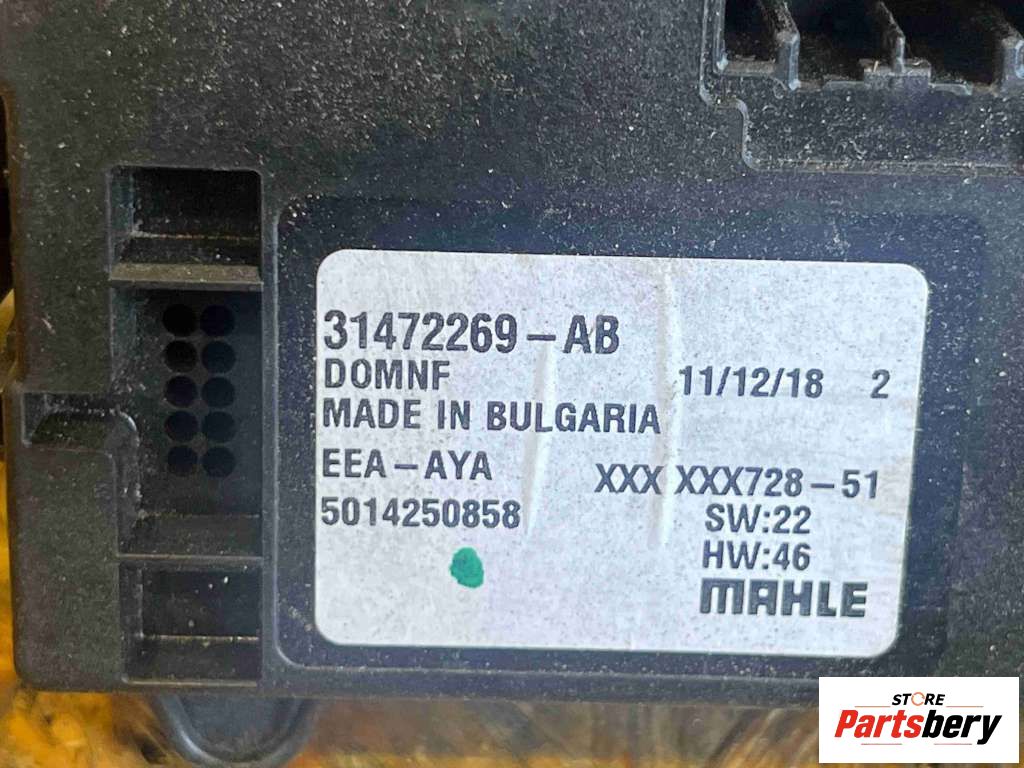 31472269-AB
DOMNF 11/12/18 2
MADE IN BULGARIA
EEA-AYA XXX XXX728-51
5014250858 SW:22
HW:46
MAHLE
STORE
Partsbery